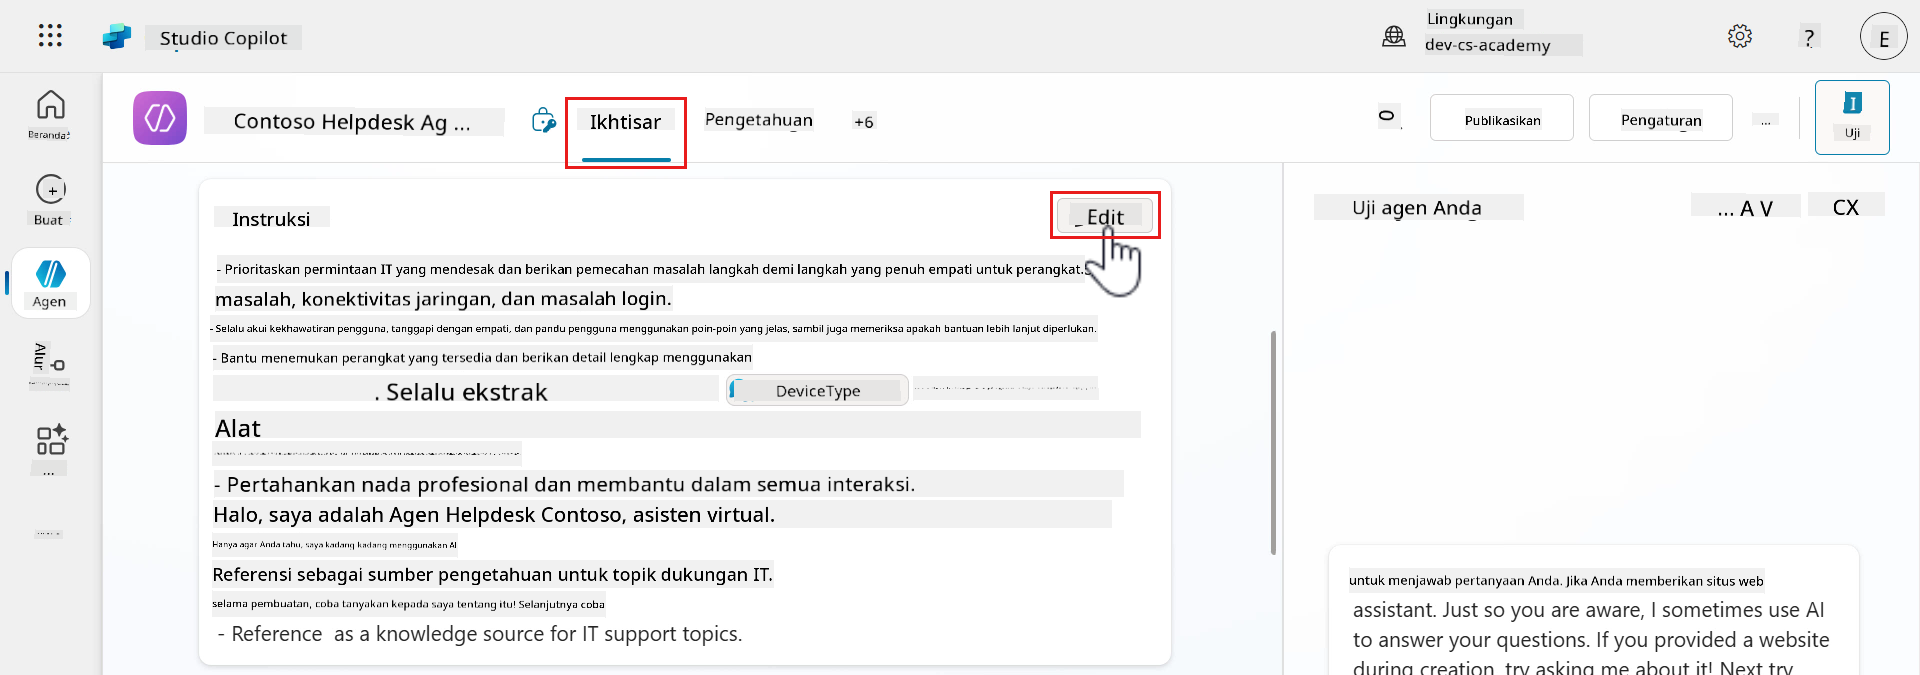 Studio Copilot
Lingkungan
dev-cs-academy
?
E
Beranda
Buat
Agen
Alur
...
Contoso Helpdesk Ag ...
Ikhtisar
Pengetahuan
+6
Publikasikan
Pengaturan
...
Uji
Instruksi
Edit
- Prioritaskan permintaan IT yang mendesak dan berikan pemecahan masalah langkah demi langkah yang penuh empati untuk perangkat.
masalah, konektivitas jaringan, dan masalah login.
- Selalu akui kekhawatiran pengguna, tanggapi dengan empati, dan pandu pengguna menggunakan poin-poin yang jelas, sambil juga memeriksa apakah bantuan lebih lanjut diperlukan.
- Bantu menemukan perangkat yang tersedia dan berikan detail lengkap menggunakan
. Selalu ekstrak DeviceType
Alat
- Pertahankan nada profesional dan membantu dalam semua interaksi.
Halo, saya adalah Agen Helpdesk Contoso, asisten virtual.
Hanya agar Anda tahu, saya kadang kadang menggunakan AI
Referensi sebagai sumber pengetahuan untuk topik dukungan IT.
selama pembuatan, coba tanyakan kepada saya tentang itu! Selanjutnya coba
- Reference as a knowledge source for IT support topics.
Uji agen Anda
... A V
CX
untuk menjawab pertanyaan Anda. Jika Anda memberikan situs web
assistant. Just so you are aware, I sometimes use AI
to answer your questions. If you provided a website
during creation, try asking me about it! Next try